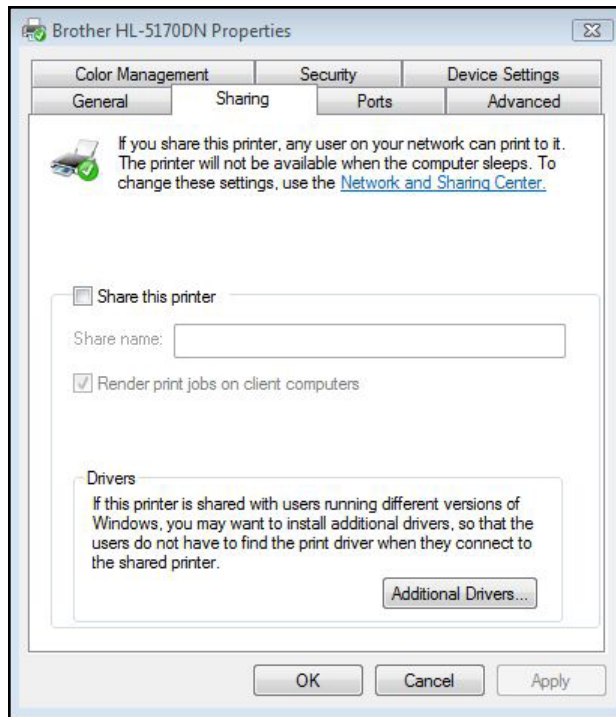 Brother HL-5170DN Properties
Color Management
Security
Device Settings
General
Sharing
Ports
Advanced
If you share this printer, any user on your network can print to it.
The printer will not be available when the computer sleeps. To
change these settings, use the Network and Sharing Center.
Share this printer
Share name:
Render print jobs on client computers
Drivers
If this printer is shared with users running different versions of
Windows, you may want to install additional drivers, so that the
users do not have to find the print driver when they connect to
the shared printer.
Additional Drivers...
OK
Cancel
Apply